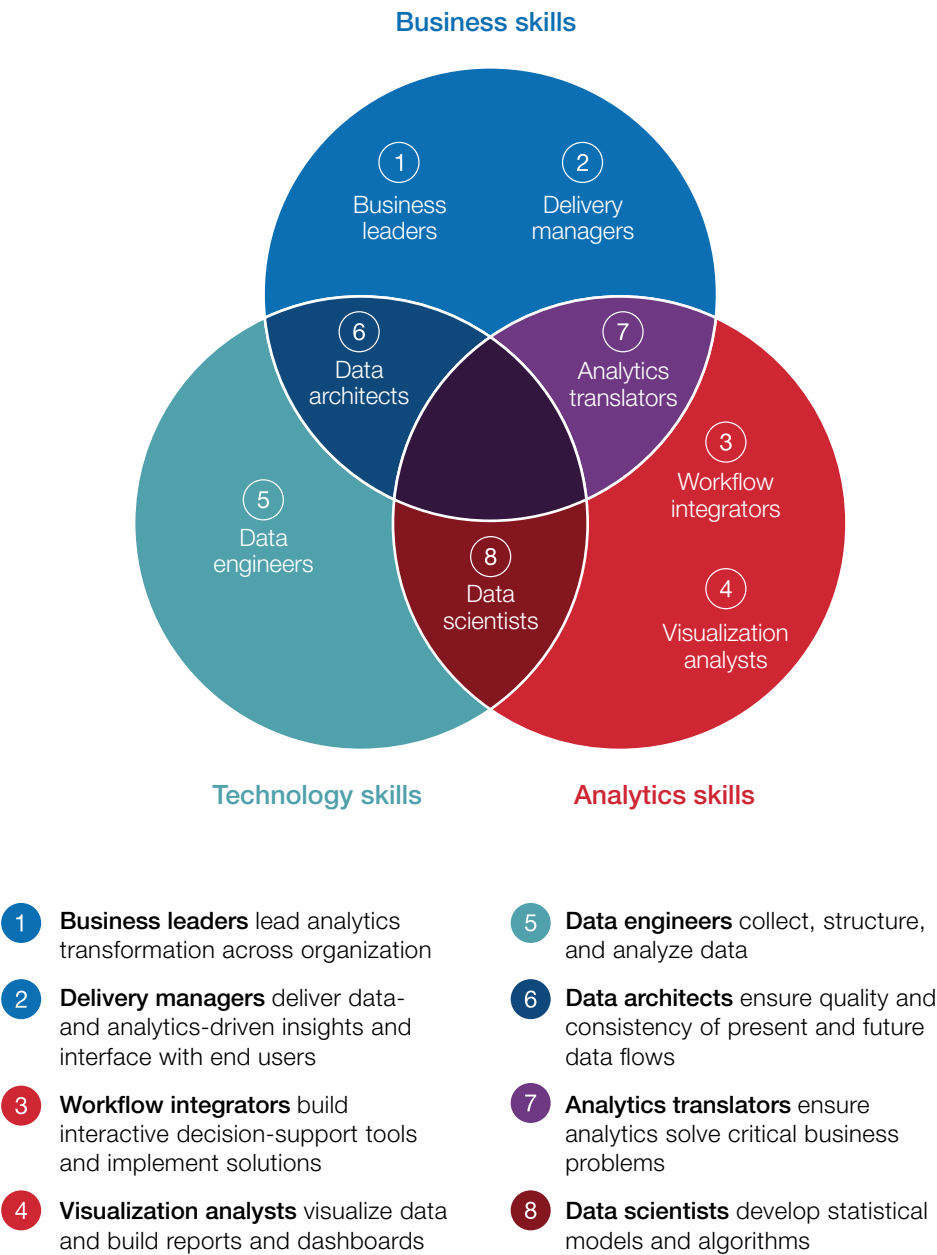 Business skills
1
Business
leaders
2
Delivery
managers
6
Data
architects
7
Analytics
translators
3
Workflow
integrators
5
Data
engineers
8
Data
scientists
4
Visualization
analysts
Technology skills
Analytics skills
1 Business leaders lead analytics
transformation across organization
2 Delivery managers deliver data-
and analytics-driven insights and
interface with end users
3 Workflow integrators build
interactive decision-support tools
and implement solutions
4 Visualization analysts visualize data
and build reports and dashboards
5 Data engineers collect, structure,
and analyze data
6 Data architects ensure quality and
consistency of present and future
data flows
7 Analytics translators ensure
analytics solve critical business
problems
8 Data scientists develop statistical
models and algorithms